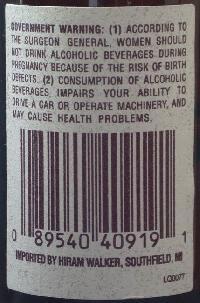 GOVERNMENT WARNING: (1) ACCORDING TO
THE SURGEON GENERAL, WOMEN SHOULD
NOT DRINK ALCOHOLIC BEVERAGES DURING
PREGNANCY BECAUSE OF THE RISK OF BIRTH
DEFECTS. (2) CONSUMPTION OF ALCOHOLIC
BEVERAGES IMPAIRS YOUR ABILITY TO
DRIVE A CAR OR OPERATE MACHINERY, AND
MAY CAUSE HEALTH PROBLEMS.
0 89540 40919 1
IMPORTED BY HIRAM WALKER, SOUTHFIELD, MI
LQ0077